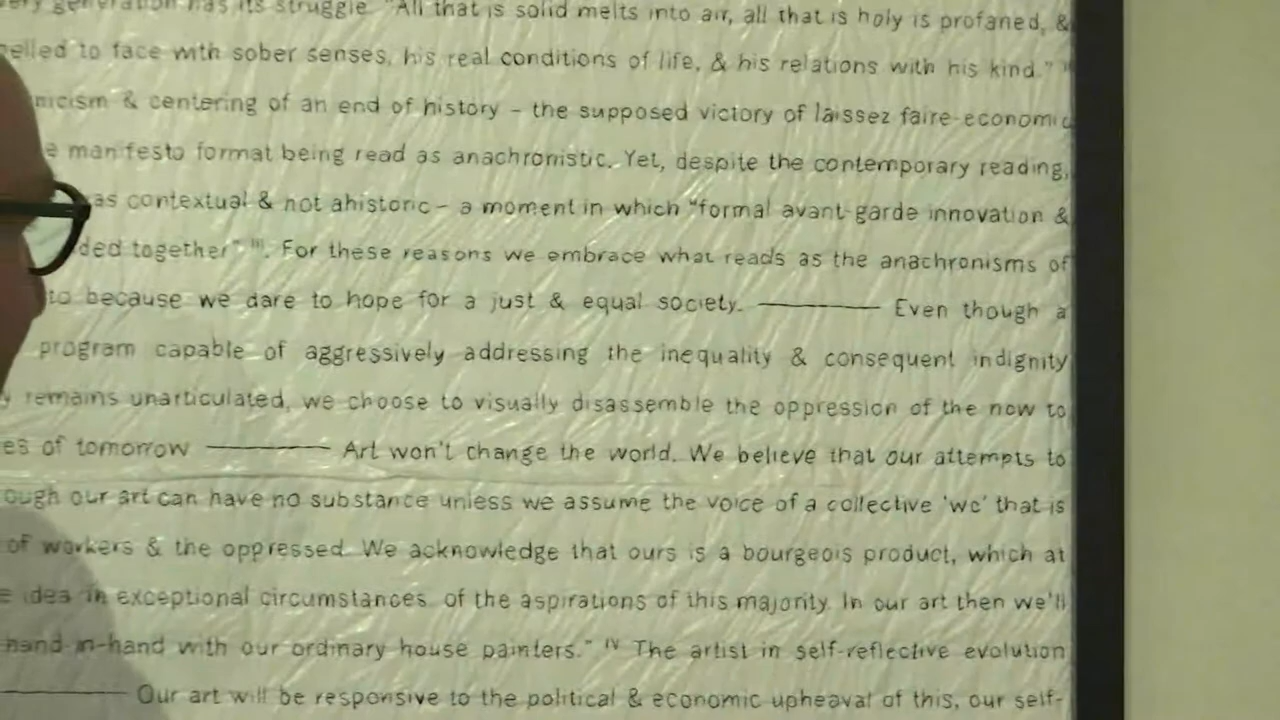 generation has its struggle. "All that is solid melts into air, all that is holy is profaned, &
to face with sober senses, his real conditions of life, & his relations with his kind."
& centering of an end of history – the supposed victory of laissez faire-economic
manifesto format being read as anachronistic. Yet, despite the contemporary reading,
as contextual & not ahistoric – a moment in which "formal avant-garde innovation &
together" III. For these reasons we embrace what reads as the anachronisms of
to because we dare to hope for a just & equal society. ——— Even though a
program capable of aggressively addressing the inequality & consequent indignity
remains unarticulated, we choose to visually disassemble the oppression of the now to
es of tomorrow ——— Art won't change the world. We believe that our attempts to
ough our art can have no substance unless we assume the voice of a collective 'we' that is
of workers & the oppressed. We acknowledge that ours is a bourgeois product, which at
idea in exceptional circumstances, of the aspirations of this majority. In our art then we'll
hand-in-hand with our ordinary house painters." IV The artist in self-reflective evolution
——— Our art will be responsive to the political & economic upheaval of this, our self-